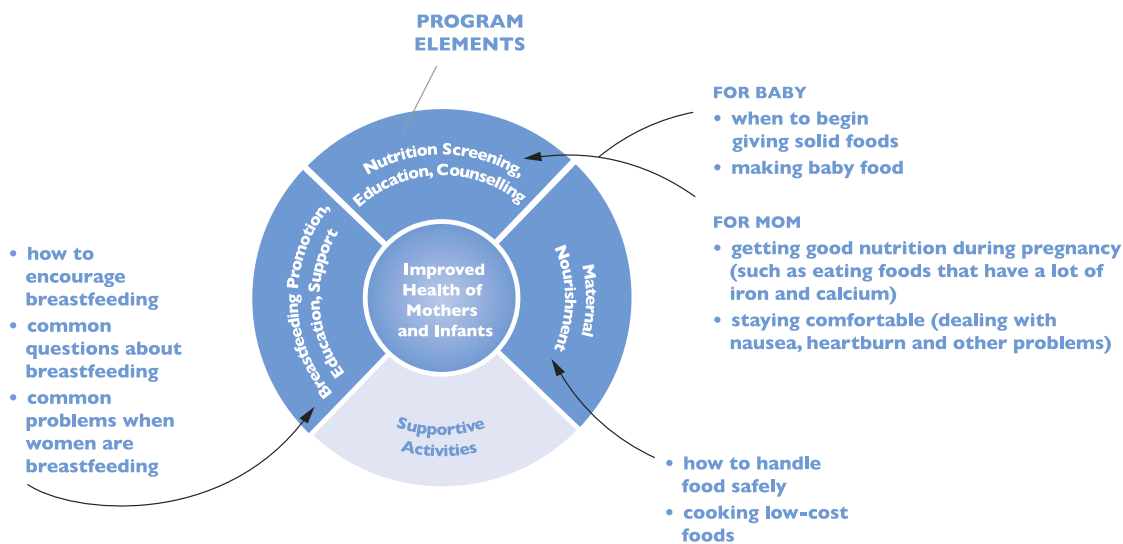 PROGRAM
ELEMENTS
FOR BABY
• when to begin
giving solid foods
• making baby food
Nutrition Screening,
Education, Counselling
Breastfeeding Promotion,
Education, Support
Maternal
Nourishment
Improved
Health of
Mothers
and Infants
Supportive
Activities
FOR MOM
• getting good nutrition during pregnancy
(such as eating foods that have a lot of
iron and calcium)
• staying comfortable (dealing with
nausea, heartburn and other problems)
• how to
encourage
breastfeeding
• common
questions about
breastfeeding
• common
problems when
women are
breastfeeding
• how to handle
food safely
• cooking low-cost
foods